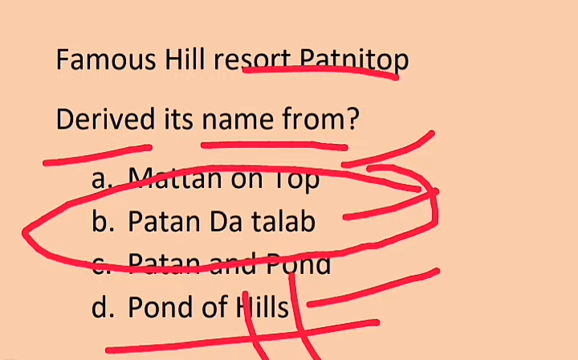 Famous Hill resort Patnitop
Derived its name from?
a. Mattan on Top
b. Patan Da talab
c. Patan and Pond
d. Pond of Hills